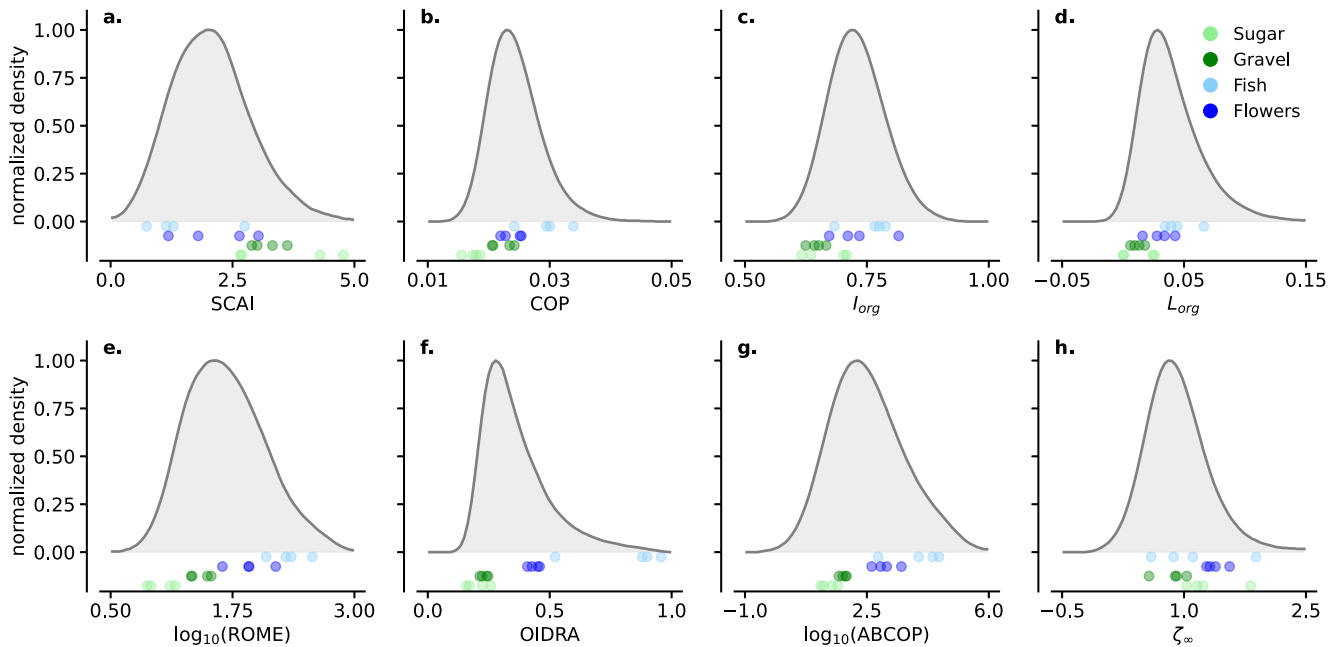 a.
b.
c.
d.
normalized density
1.00
0.75
0.50
0.25
0.00
Sugar
Gravel
Fish
Flowers
0.0 2.5 5.0
0.01 0.03 0.05
0.50 0.75 1.00
−0.05 0.05 0.15
SCAI
COP
I_org
L_org
e.
f.
g.
h.
normalized density
1.00
0.75
0.50
0.25
0.00
0.50 1.75 3.00
0.0 0.5 1.0
−1.0 2.5 6.0
−0.5 1.0 2.5
log₁₀(ROME)
OIDRA
log₁₀(ABCOP)
ζ∞